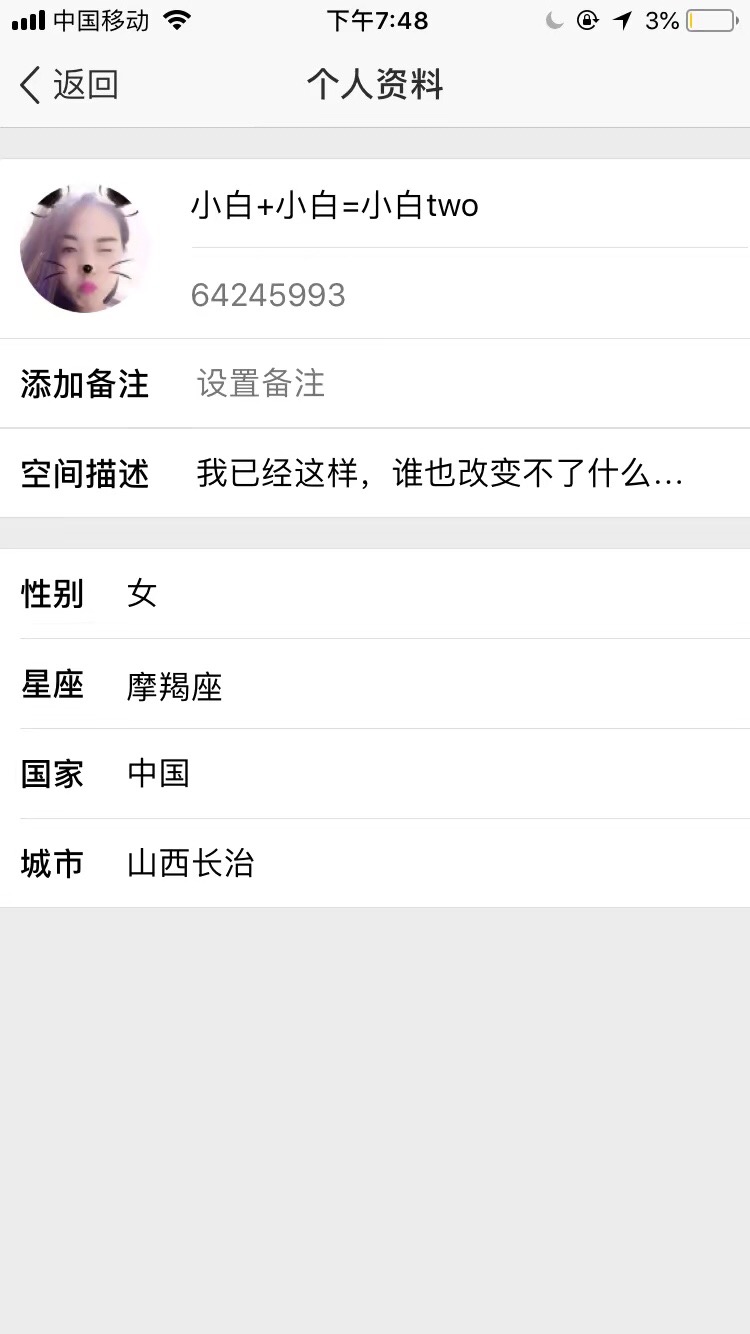 中国移动 下午7:48 3%
返回 个人资料
小白+小白=小白two
64245993
添加备注 设置备注
空间描述 我已经这样，谁也改变不了什么...
性别 女
星座 摩羯座
国家 中国
城市 山西长治